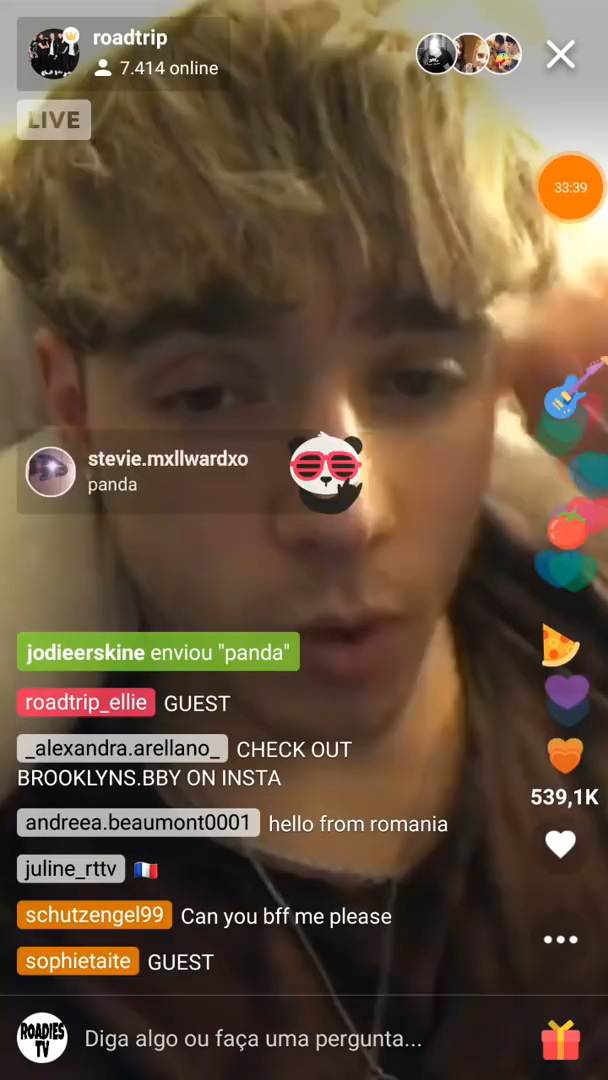 roadtrip
7.414 online
LIVE
33:39
stevie.mxllwardxo
panda
jodieerskine enviou "panda"
roadtrip_ellie GUEST
_alexandra.arellano_ CHECK OUT
BROOKLYNS.BBY ON INSTA
539,1K
andreea.beaumont0001 hello from romania
juline_rttv 🇫🇷
schutzengel99 Can you bff me please
sophietaite GUEST
ROADIES
TV
Diga algo ou faça uma pergunta...